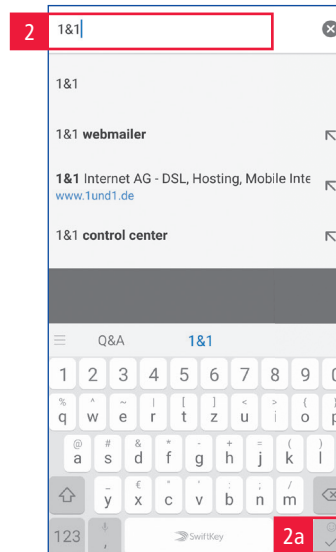 2 1&1
1&1
1&1 webmailer
1&1 Internet AG - DSL, Hosting, Mobile Inte
www.1und1.de
1&1 control center
Q&A 1&1
1 2 3 4 5 6 7 8 9 0
% ^ ~ | [ ] < > { }
q w e r t z u i o p
@ # & * - + = ( )
a s d f g h j k l
_ € " ' : ; /
y x c v b n m
123 , SwiftKey 2a